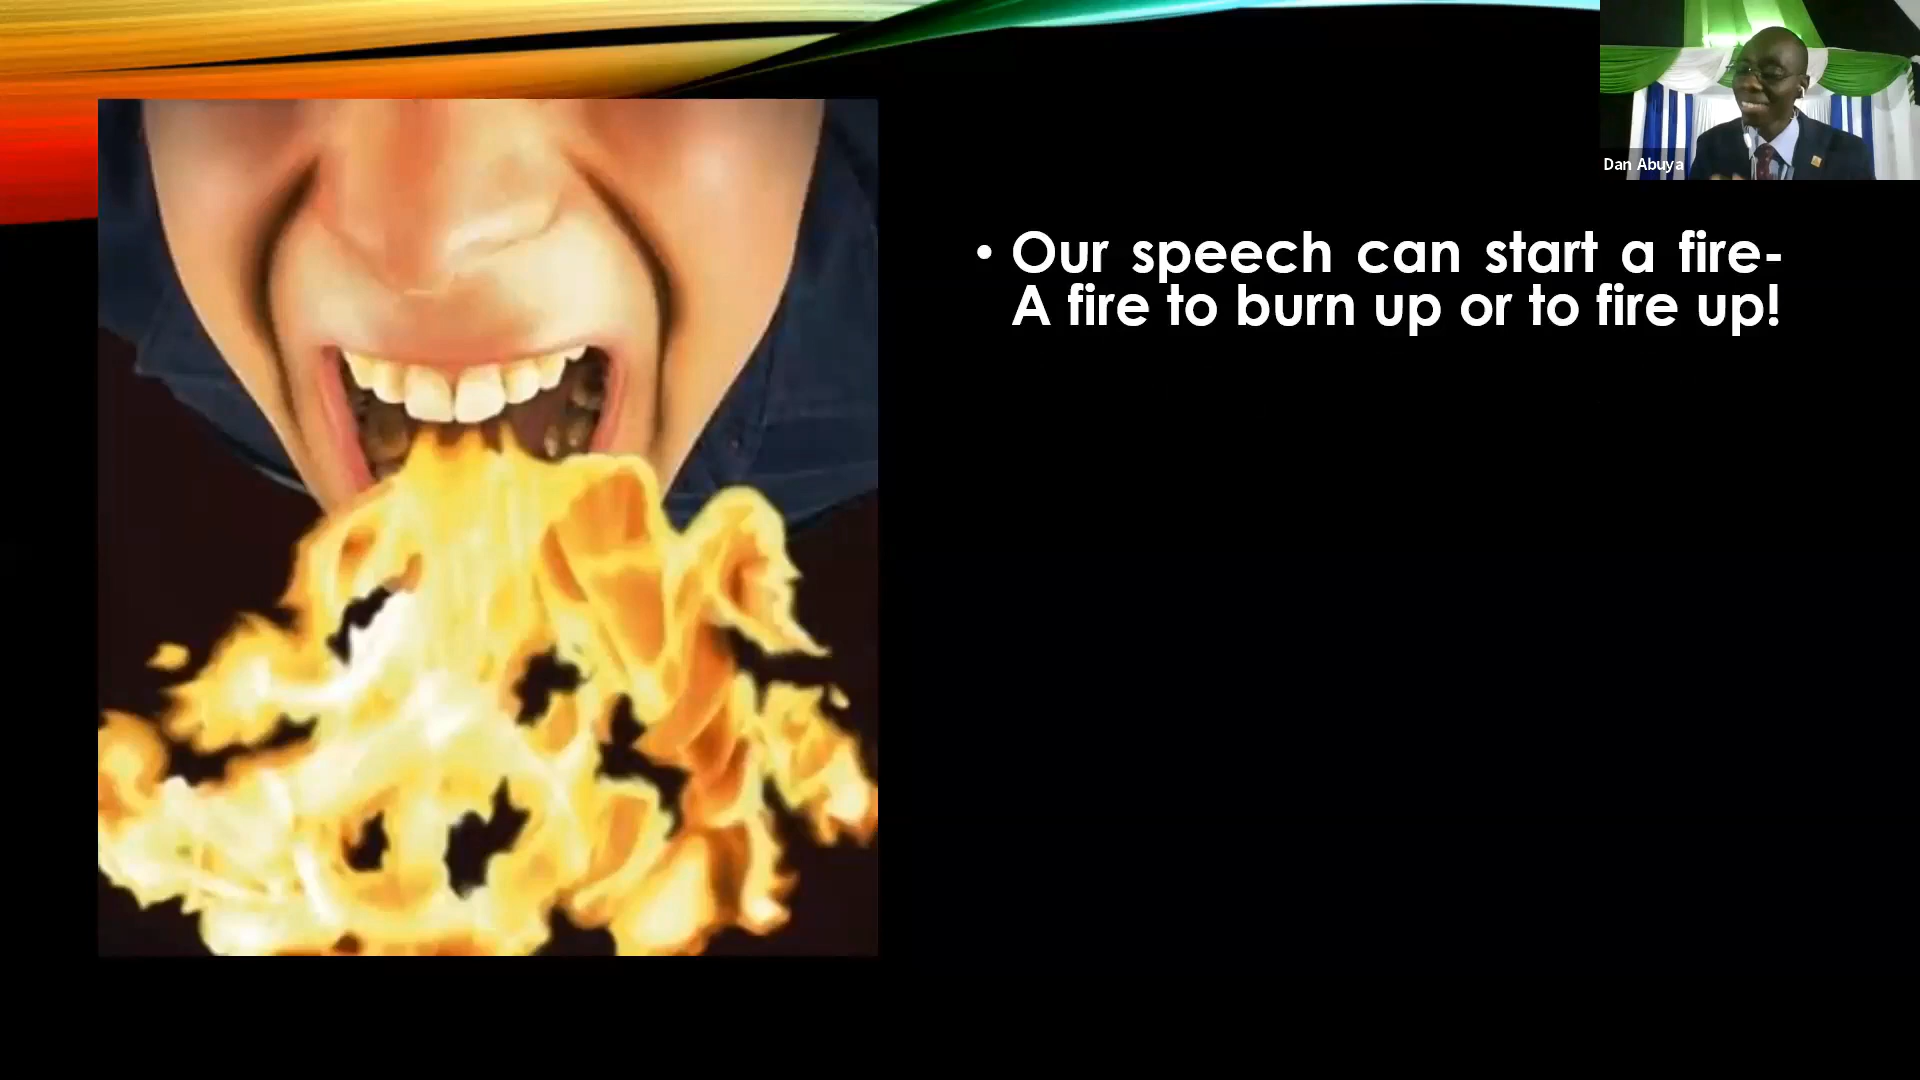 Dan Abuya
• Our speech can start a fire-
A fire to burn up or to fire up!